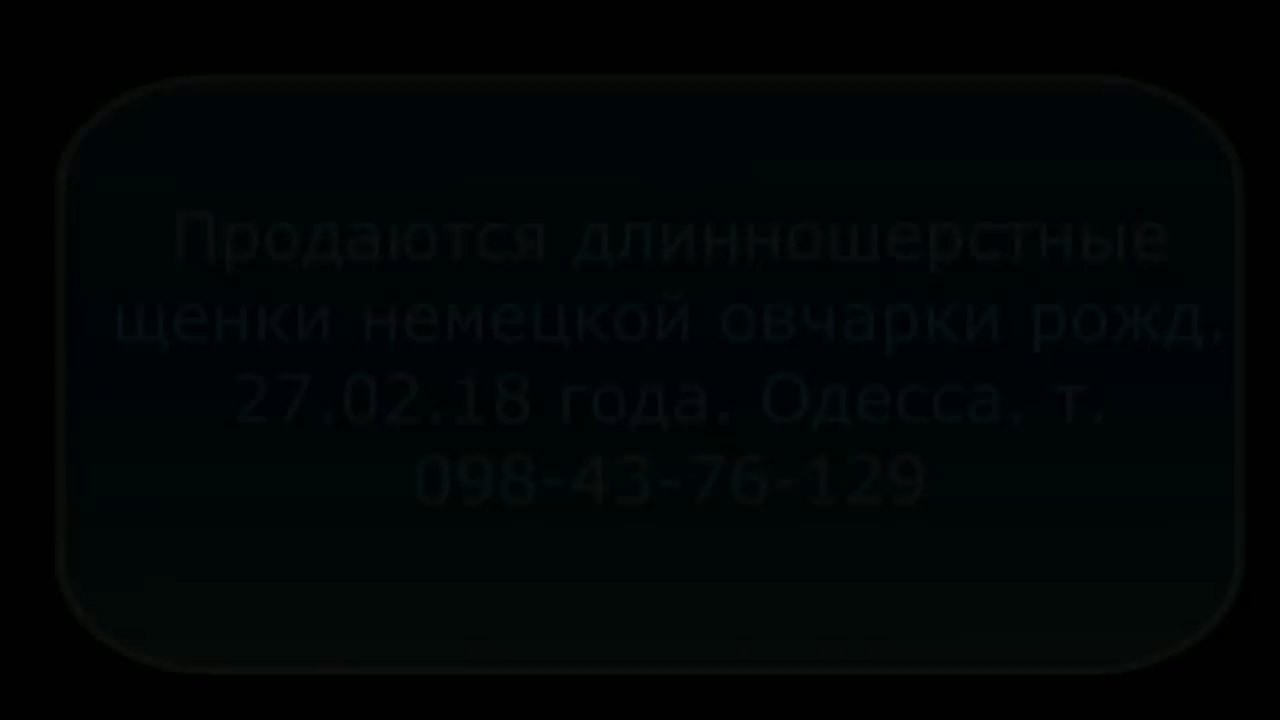 Продаются длинношерстные
щенки немецкой овчарки рожд.
27.02.18 года. Одесса. т.
098-43-76-129